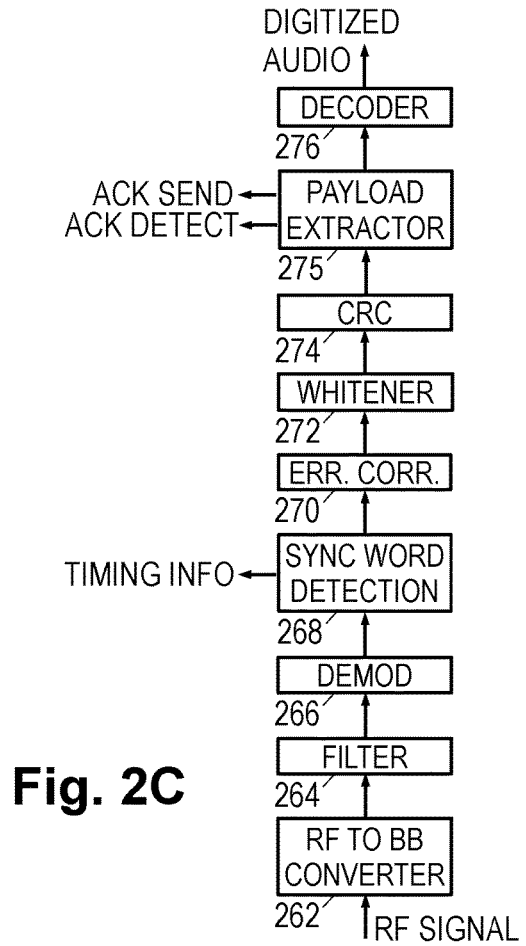 DIGITIZED
AUDIO
DECODER
276
ACK SEND
ACK DETECT
PAYLOAD
EXTRACTOR
275
CRC
274
WHITENER
272
ERR. CORR.
270
TIMING INFO
SYNC WORD
DETECTION
268
DEMOD
266
FILTER
264
Fig. 2C
RF TO BB
CONVERTER
262
RF SIGNAL